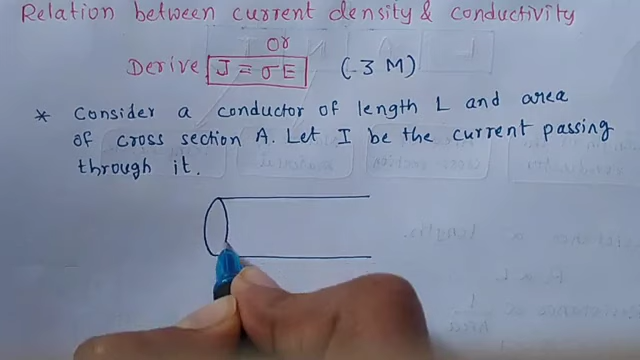 Relation between current density & conductivity
Or
Derive J = σE (-3 M)
* Consider a conductor of length L and area
of cross section A. Let I be the current passing
through it.